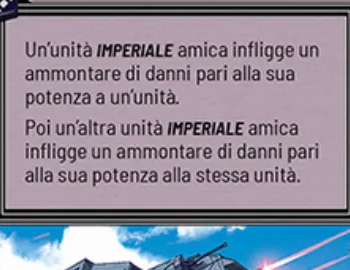 Un'unità IMPERIALE amica infligge un
ammontare di danni pari alla sua
potenza a un'unità.
Poi un'altra unità IMPERIALE amica
infligge un ammontare di danni pari
alla sua potenza alla stessa unità.